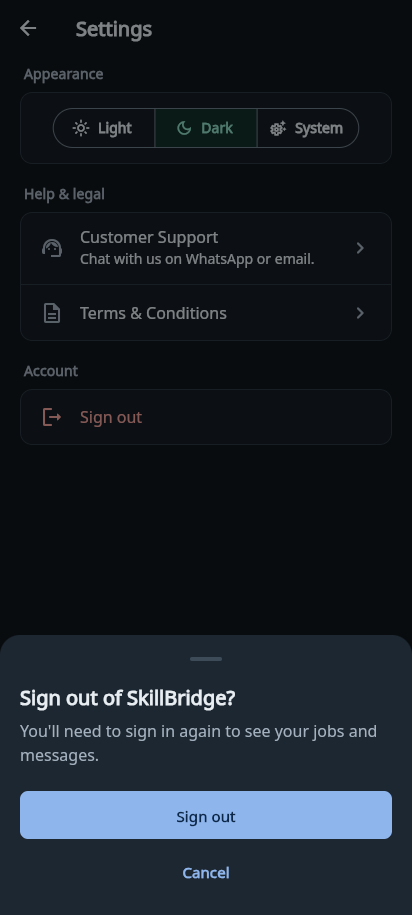 Settings
Appearance
Light
Dark
System
Help & legal
Customer Support
Chat with us on WhatsApp or email.
Terms & Conditions
Account
Sign out
Sign out of SkillBridge?
You'll need to sign in again to see your jobs and
messages.
Sign out
Cancel